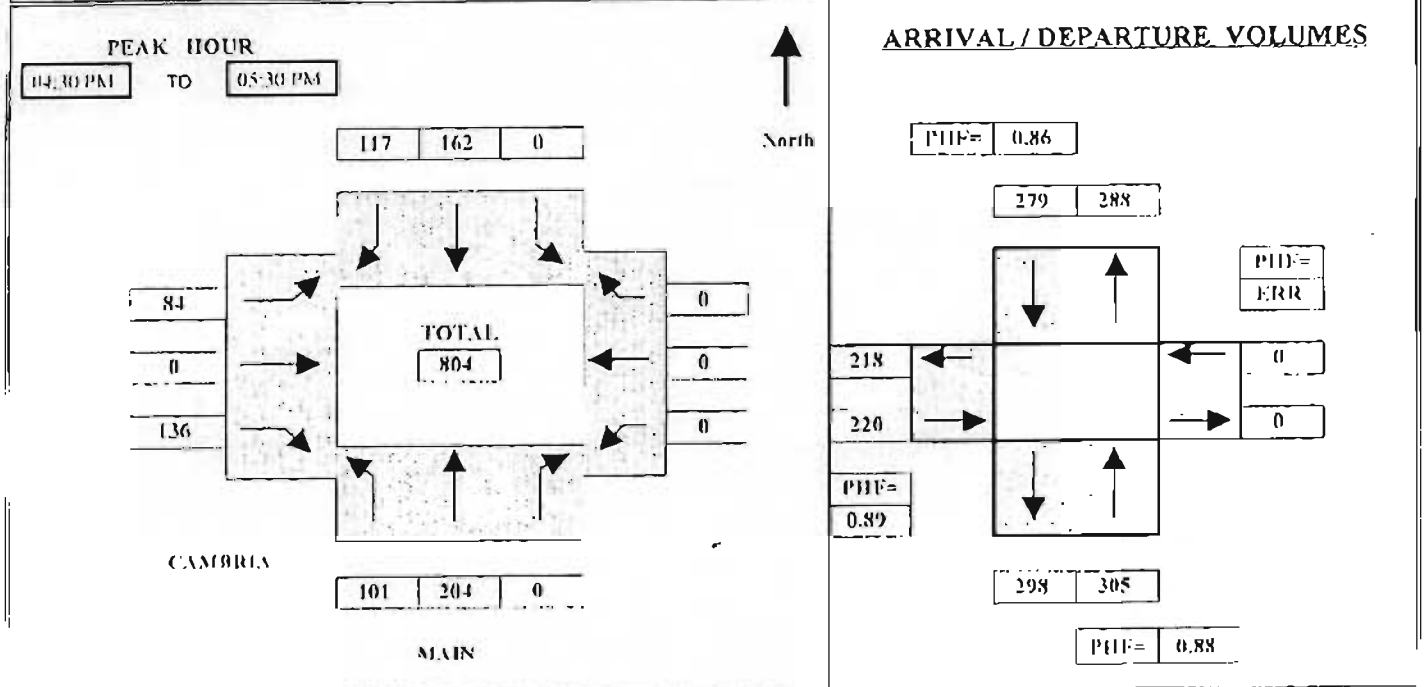 PEAK HOUR
04:30 PM TO 05:30 PM
117 162 0
North
84
0
136
TOTAL
804
0
0
0
CAMBRIA
101 204 0
MAIN
ARRIVAL / DEPARTURE VOLUMES
PHF= 0.86
279 288
PHF=
ERR
218
220
0
0
PHF=
0.89
298 305
PHF= 0.88